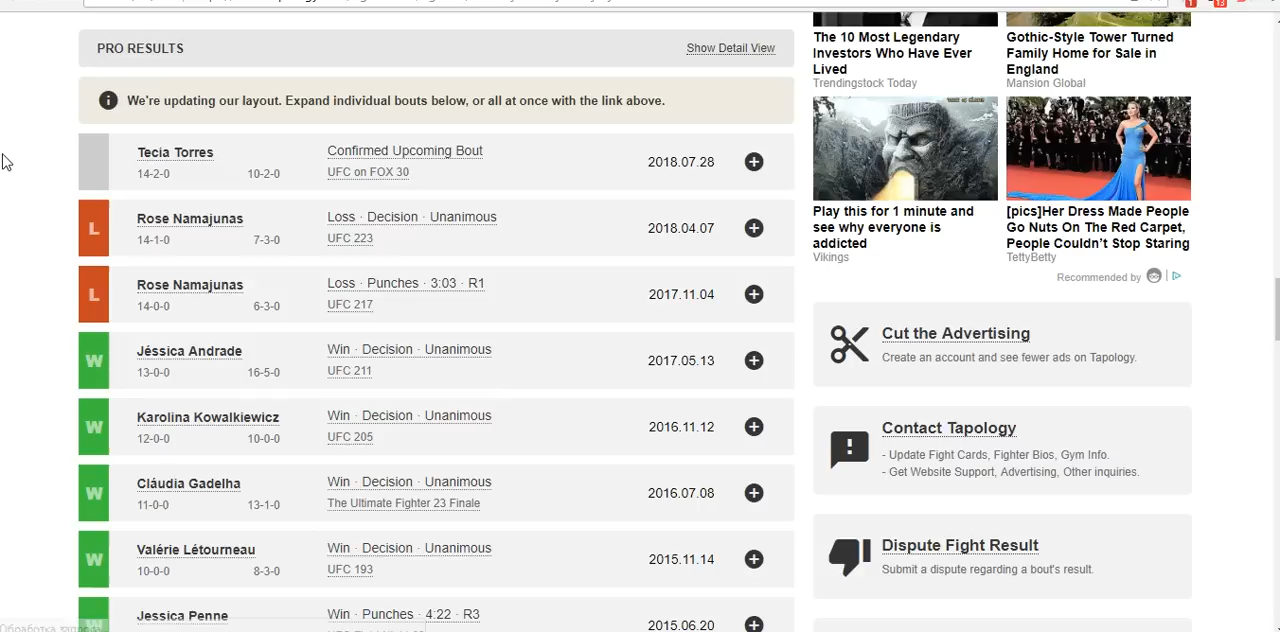 PRO RESULTS
Show Detail View
We're updating our layout. Expand individual bouts below, or all at once with the link above.
Tecia Torres
Confirmed Upcoming Bout
14-2-0
10-2-0
UFC on FOX 30
2018.07.28
L
Rose Namajunas
Loss · Decision · Unanimous
14-1-0
7-3-0
UFC 223
2018.04.07
L
Rose Namajunas
Loss · Punches · 3:03 · R1
14-0-0
6-3-0
UFC 217
2017.11.04
W
Jéssica Andrade
Win · Decision · Unanimous
13-0-0
16-5-0
UFC 211
2017.05.13
W
Karolina Kowalkiewicz
Win · Decision · Unanimous
12-0-0
10-0-0
UFC 205
2016.11.12
W
Cláudia Gadelha
Win · Decision · Unanimous
11-0-0
13-1-0
The Ultimate Fighter 23 Finale
2016.07.08
W
Valérie Létourneau
Win · Decision · Unanimous
10-0-0
8-3-0
UFC 193
2015.11.14
W
Jessica Penne
Win · Punches · 4:22 · R3
2015.06.20
The 10 Most Legendary
Investors Who Have Ever
Lived
Trendingstock Today
Gothic-Style Tower Turned
Family Home for Sale in
England
Mansion Global
Play this for 1 minute and
see why everyone is
addicted
Vikings
[pics]Her Dress Made People
Go Nuts On The Red Carpet,
People Couldn't Stop Staring
TettyBetty
Recommended by
Cut the Advertising
Create an account and see fewer ads on Tapology.
Contact Tapology
- Update Fight Cards, Fighter Bios, Gym Info.
- Get Website Support, Advertising, Other inquiries.
Dispute Fight Result
Submit a dispute regarding a bout's result.